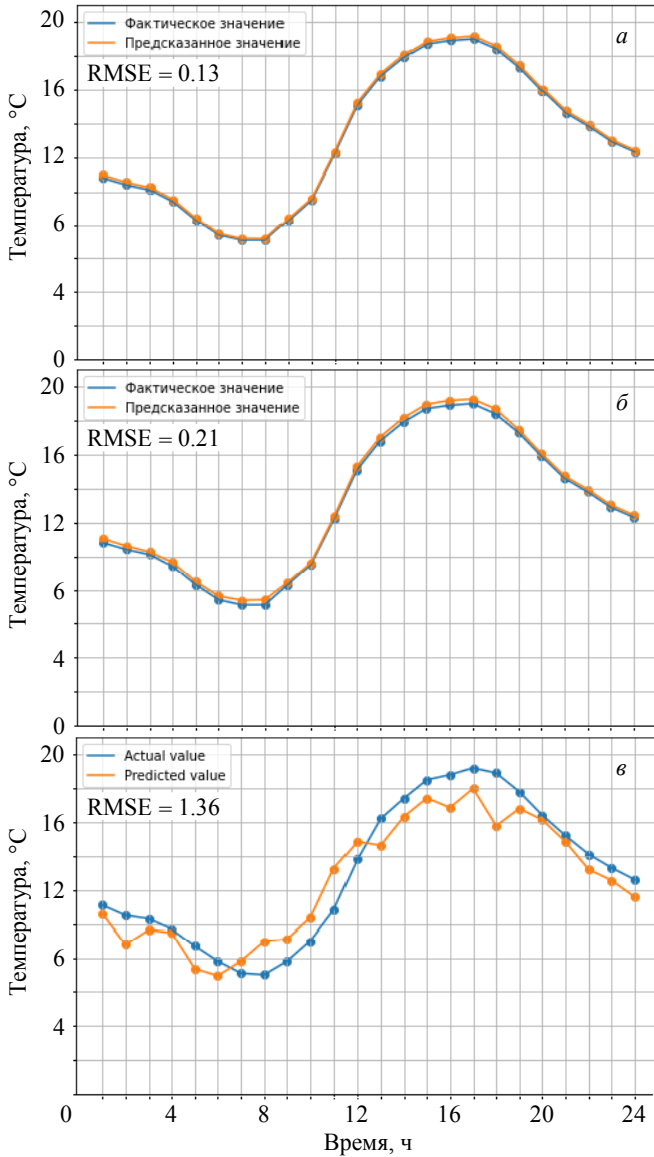 20
16
12
6
4
0
Температура, °С
Фактическое значение
Предсказанное значение
RMSE = 0.13
а
20
16
12
6
4
0
Температура, °С
Фактическое значение
Предсказанное значение
RMSE = 0.21
б
20
16
12
6
4
Температура, °С
Actual value
Predicted value
RMSE = 1.36
в
0 4 8 12 16 20 24
Время, ч